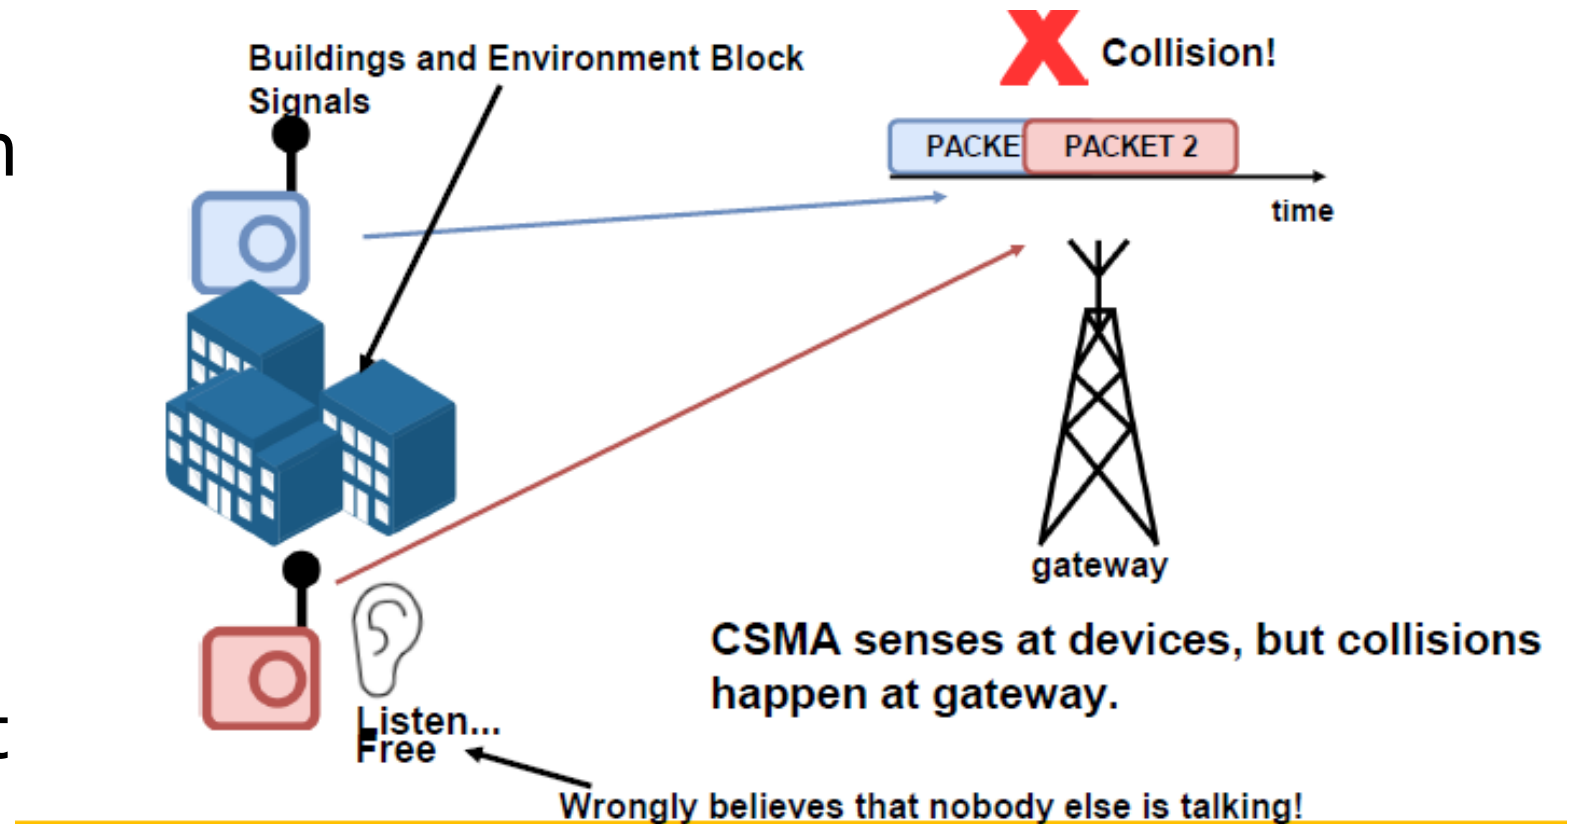 Buildings and Environment Block
Signals
Collision!
n
PACKE
PACKET 2
time
gateway
CSMA senses at devices, but collisions
happen at gateway.
t
Listen...
Free
Wrongly believes that nobody else is talking!